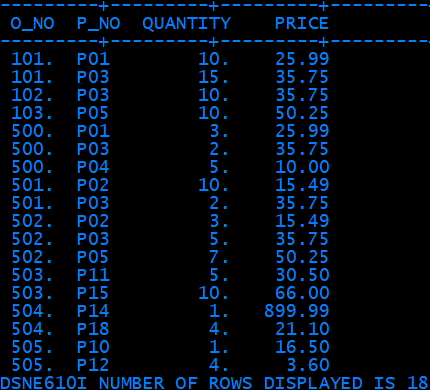 ---------+---------+---------+---------
O_NO  P_NO  QUANTITY    PRICE
---------+---------+---------+---------
101.  P01        10.    25.99
101.  P03        15.    35.75
102.  P03        10.    35.75
103.  P05        10.    50.25
500.  P01         3.    25.99
500.  P03         2.    35.75
500.  P04         5.    10.00
501.  P02        10.    15.49
501.  P03         2.    35.75
502.  P02         3.    15.49
502.  P03         5.    35.75
502.  P05         7.    50.25
503.  P11         5.    30.50
503.  P15        10.    66.00
504.  P14         1.   899.99
504.  P18         4.    21.10
505.  P10         1.    16.50
505.  P12         4.     3.60
DSNE610I NUMBER OF ROWS DISPLAYED IS 18